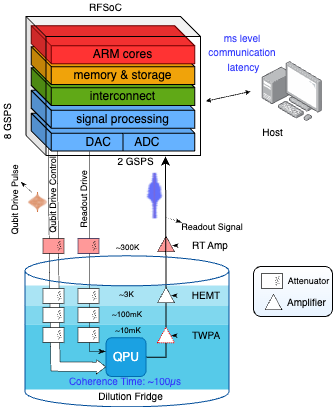 RFSoC
ms level
communication
latency
ARM cores
memory & storage
interconnect
signal processing
DAC
ADC
8 GSPS
2 GSPS
Host
Qubit Drive Pulse
Qubit Drive Control
Readout Drive
Readout Signal
~300K
RT Amp
~3K
HEMT
~100mK
~10mK
TWPA
QPU
Coherence Time: ~100μs
Dilution Fridge
Attenuator
Amplifier